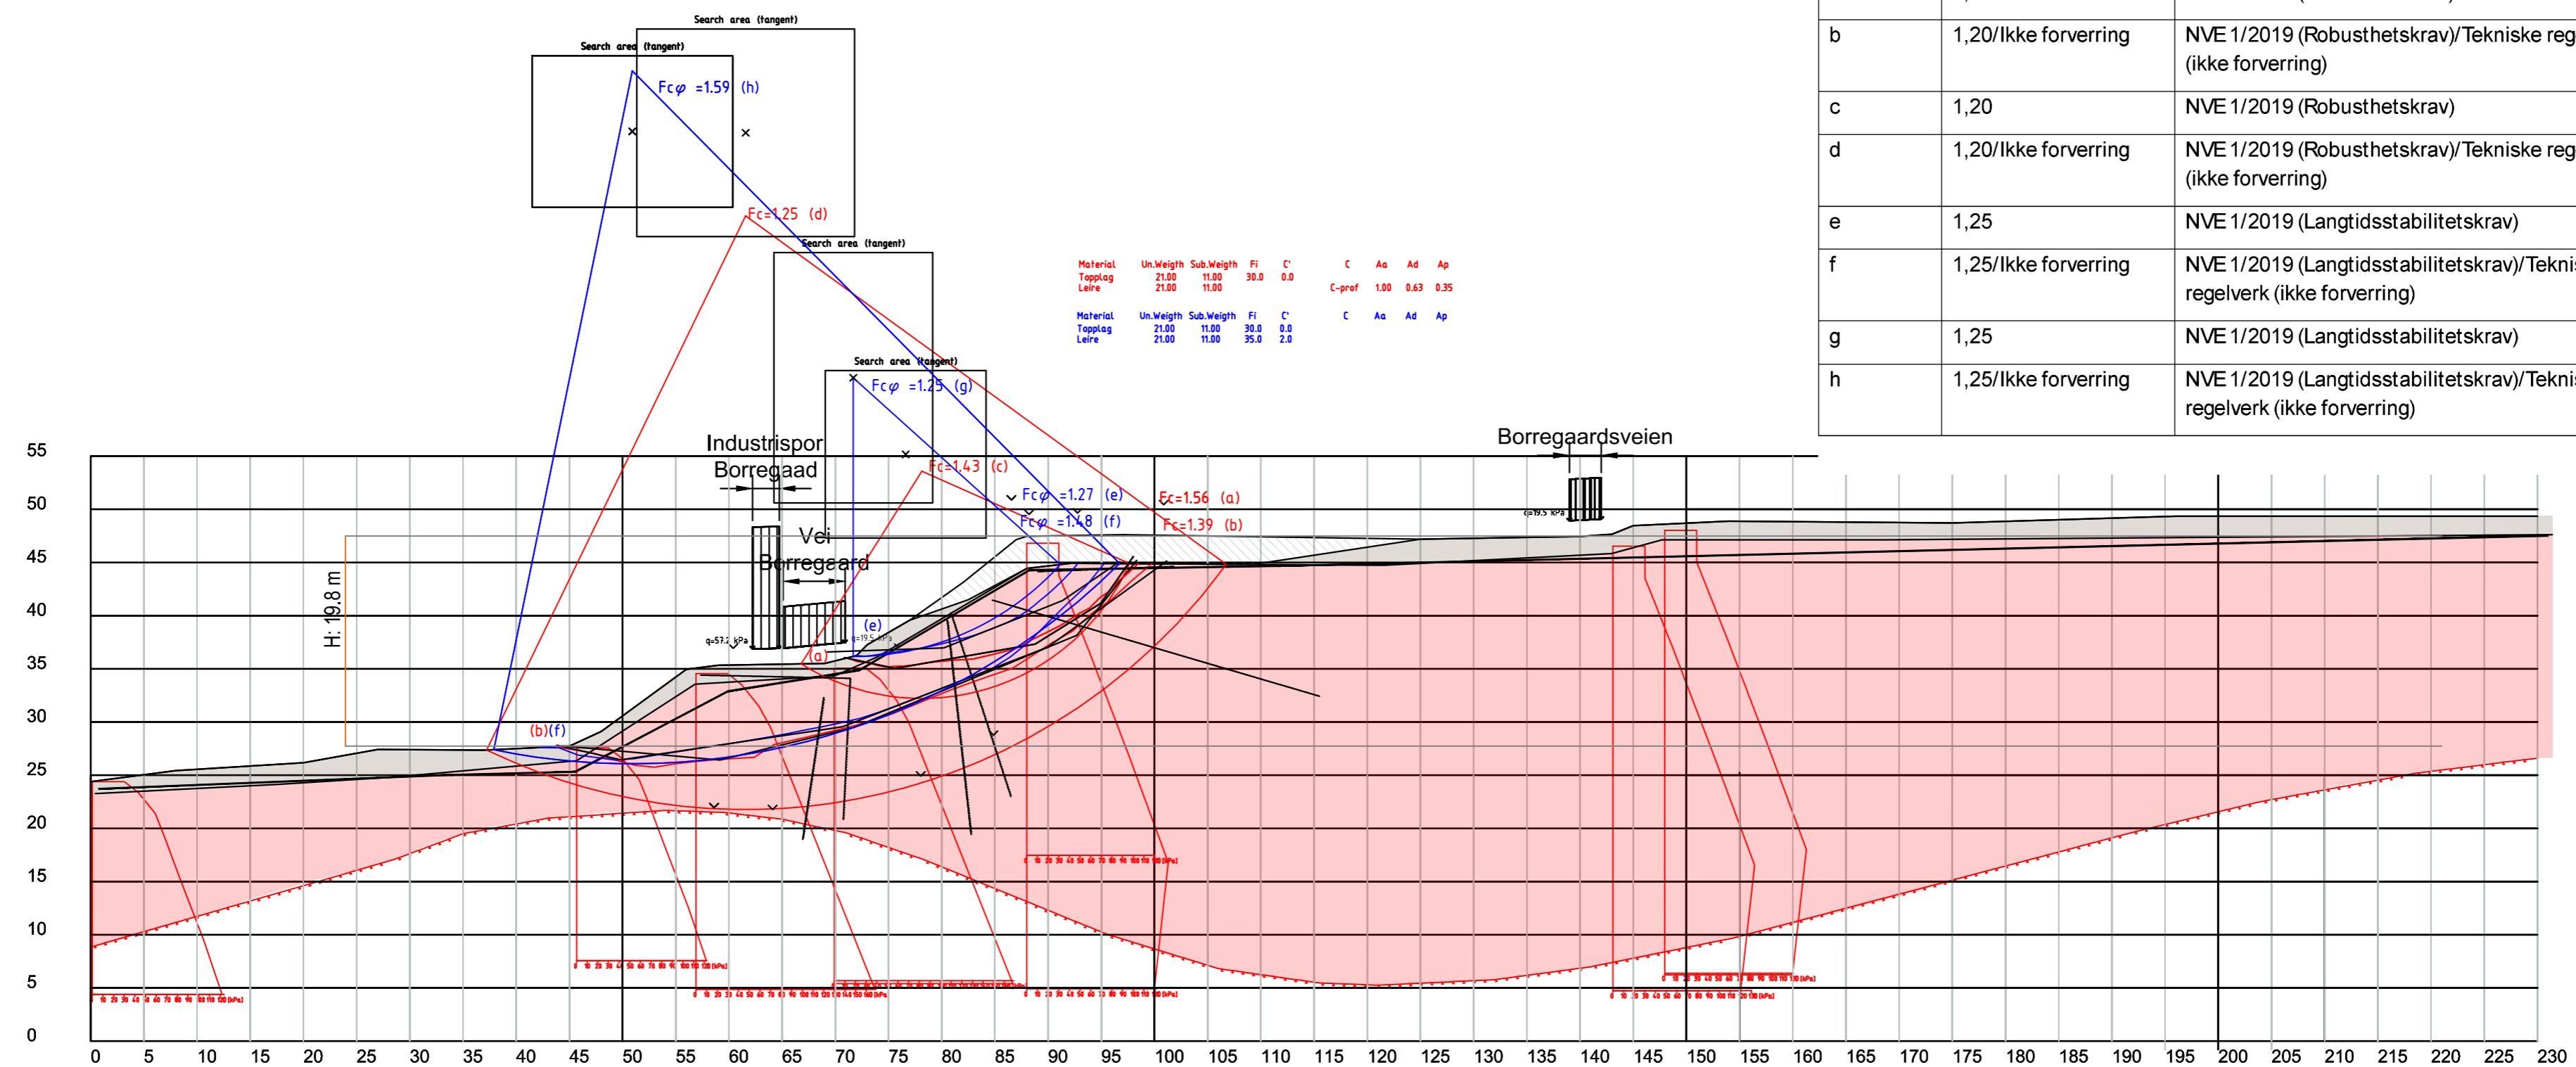 Search area (tangent)
Search area (tangent)
Fcφ =1.59 (h)
Fc=1.25 (d)
Search area (tangent)
Search area (tangent)
Fcφ =1.25 (g)
b 1,20/Ikke forverring NVE 1/2019 (Robusthetskrav)/Tekniske reg
(ikke forverring)
c 1,20 NVE 1/2019 (Robusthetskrav)
d 1,20/Ikke forverring NVE 1/2019 (Robusthetskrav)/Tekniske reg
(ikke forverring)
e 1,25 NVE 1/2019 (Langtidsstabilitetskrav)
f 1,25/Ikke forverring NVE 1/2019 (Langtidsstabilitetskrav)/Tekni
regelverk (ikke forverring)
g 1,25 NVE 1/2019 (Langtidsstabilitetskrav)
h 1,25/Ikke forverring NVE 1/2019 (Langtidsstabilitetskrav)/Tekni
regelverk (ikke forverring)
Material Un.Weigth Sub.Weigth Fi C' C Aa Ad Ap
Topplag 21.00 11.00 30.0 0.0
Leire 21.00 11.00 C-prof 1.00 0.63 0.35
Material Un.Weigth Sub.Weigth Fi C' C Aa Ad Ap
Topplag 21.00 11.00 30.0 0.0
Leire 21.00 11.00 35.0 2.0
Industrispor
Borregaad
Fc=1.43 (c)
Fcφ =1.27 (e)
Fcφ =1.48 (f)
Fc=1.56 (a)
Fc=1.39 (b)
Borregaardsveien
q=19.5 kPa
Vei
Borregaard
H: 19.8 m
q=57.2 kPa
q=19.5 kPa
(e)
(a)
(b)(f)
55
50
45
40
35
30
25
20
15
10
5
0
0 5 10 15 20 25 30 35 40 45 50 55 60 65 70 75 80 85 90 95 100 105 110 115 120 125 130 135 140 145 150 155 160 165 170 175 180 185 190 195 200 205 210 215 220 225 230